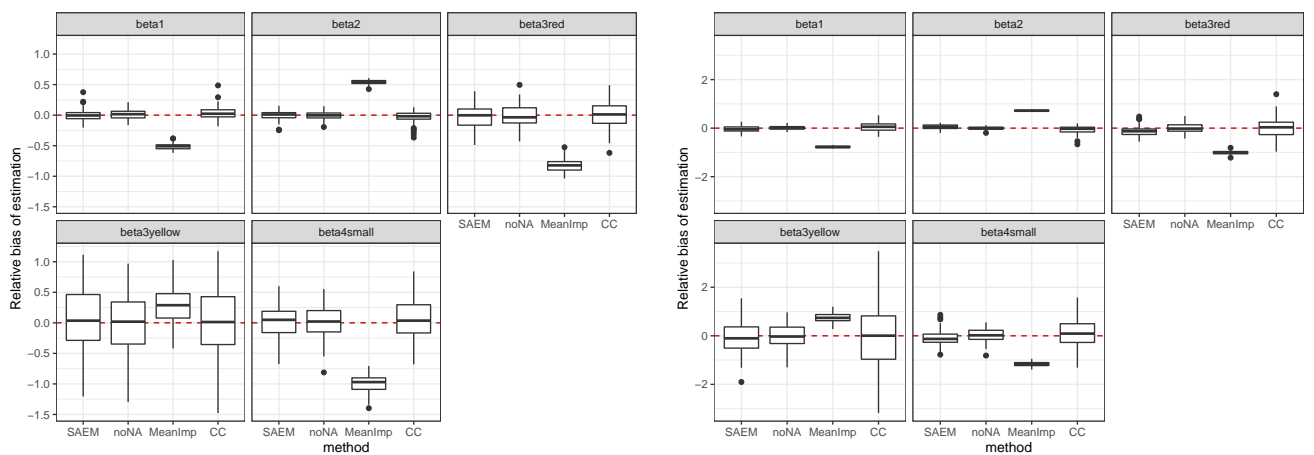 beta1 beta2 beta3red
1.0
0.5
0.0
−0.5
−1.0
−1.5
SAEM noNA MeanImp CC
beta3yellow beta4small
1.0
0.5
0.0
−0.5
−1.0
−1.5
SAEM noNA MeanImp CC SAEM noNA MeanImp CC
method
Relative bias of estimation
beta1 beta2 beta3red
2
0
−2
SAEM noNA MeanImp CC
beta3yellow beta4small
2
0
−2
SAEM noNA MeanImp CC SAEM noNA MeanImp CC
method
Relative bias of estimation